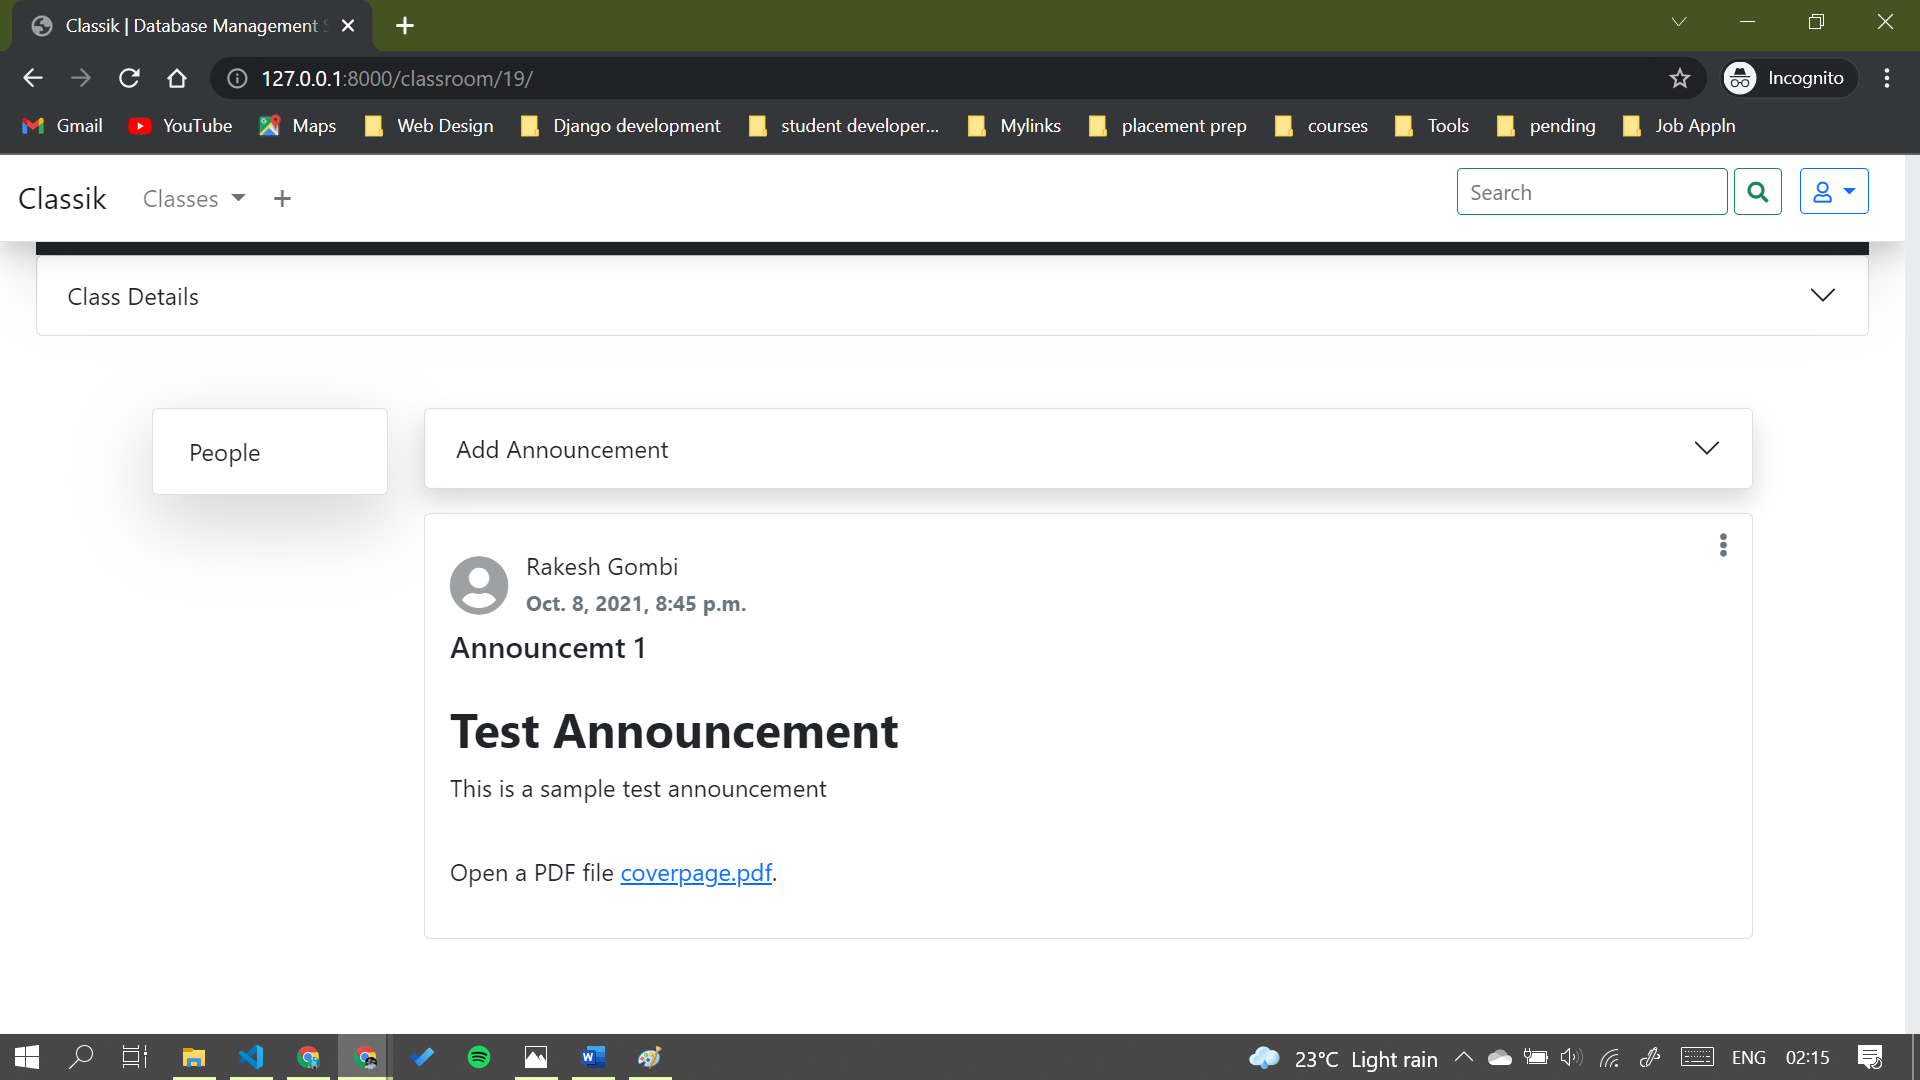 Classik | Database Management S
127.0.0.1:8000/classroom/19/
Incognito
Gmail YouTube Maps Web Design Django development student developer... Mylinks placement prep courses Tools pending Job Appln
Classik Classes + Search
Class Details
People
Add Announcement
Rakesh Gombi
Oct. 8, 2021, 8:45 p.m.
Announcemt 1
Test Announcement
This is a sample test announcement
Open a PDF file coverpage.pdf.
23°C Light rain ENG 02:15